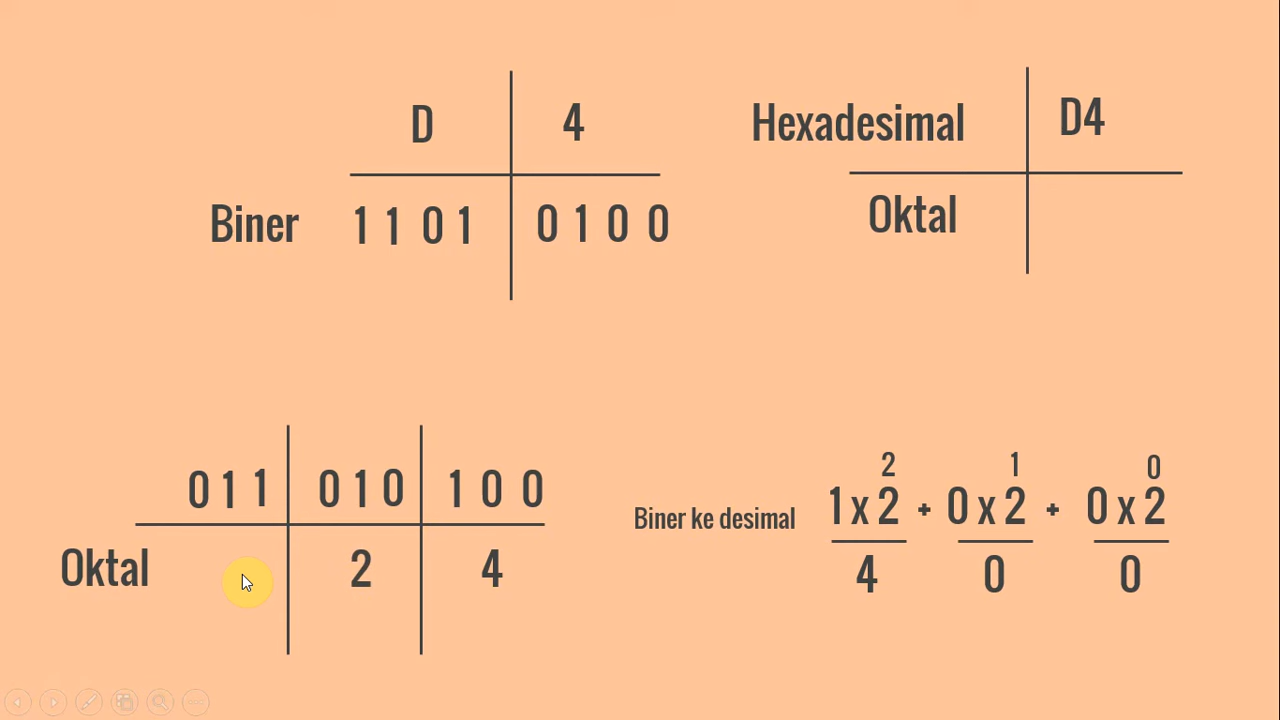 D 4
Biner 1 1 0 1 0 1 0 0
Hexadesimal D4
Oktal
0 1 1 0 1 0 1 0 0
Oktal 2 4
2 1 0
Biner ke desimal 1 x 2 + 0 x 2 + 0 x 2
4 0 0